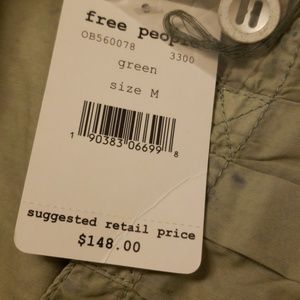 free people
OB560078 3300
green
size M
1 90383 06699 8
suggested retail price
$148.00